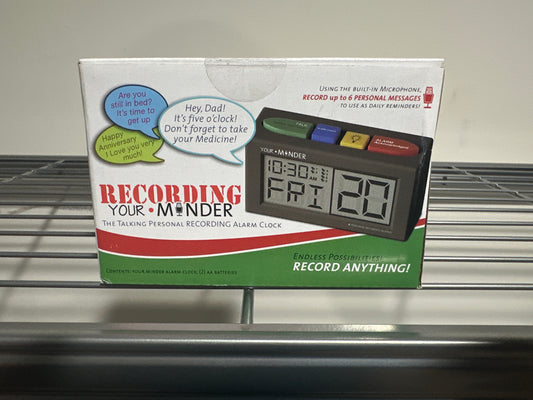 Are you
still in bed?
It's time to
get up
Happy
Anniversary
I Love you very
much!
Hey, Dad!
It's five o'clock!
Don't forget to take
your Medicine!
Using the built-in Microphone,
RECORD up to 6 PERSONAL MESSAGES
to use as daily reminders!
TALK
ALARM
YOUR • MINDER
10:30 AM
FRI
20
RECORDING
YOUR • MINDER
The Talking Personal RECORDING Alarm Clock
Endless Possibilities!
RECORD ANYTHING!
Contents: Your Minder Alarm Clock, (2) AA Batteries